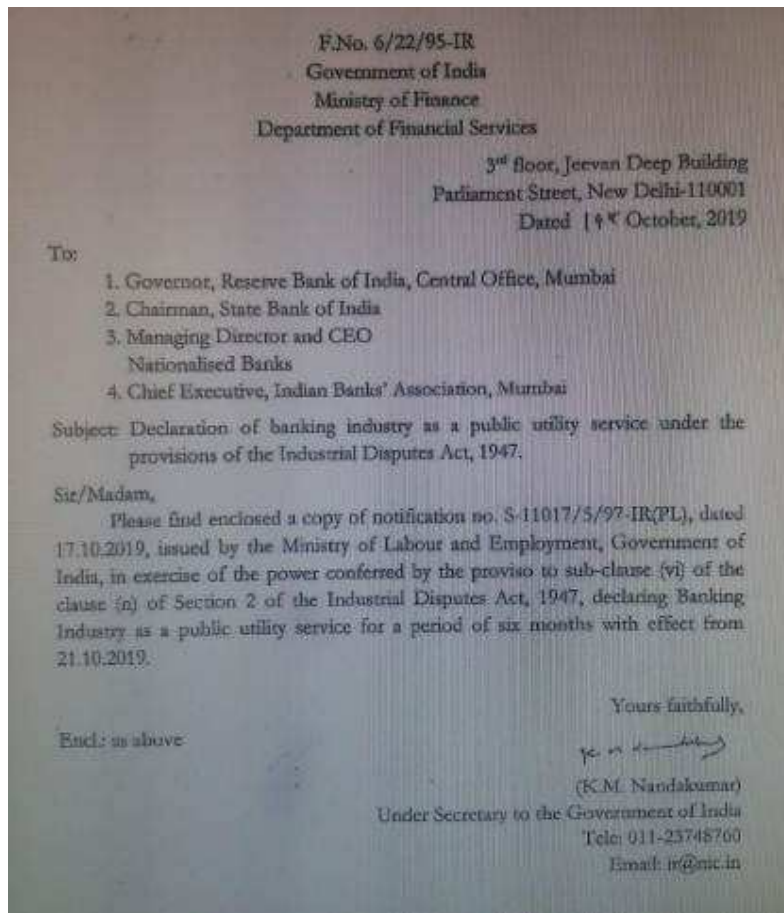 F.No. 6/22/95-IR
Government of India
Ministry of Finance
Department of Financial Services
3rd floor, Jeevan Deep Building
Parliament Street, New Delhi-110001
Dated October, 2019
To:
1. Governor, Reserve Bank of India, Central Office, Mumbai
2. Chairman, State Bank of India
3. Managing Director and CEO
Nationalised Banks
4. Chief Executive, Indian Banks' Association, Mumbai
Subject: Declaration of banking industry as a public utility service under the
provisions of the Industrial Disputes Act, 1947.
Sir/Madam,
Please find enclosed a copy of notification no. S-11017/5/97-IR(PL), dated
17.10.2019, issued by the Ministry of Labour and Employment, Government of
India, in exercise of the power conferred by the proviso to sub-clause (vi) of the
clause (n) of Section 2 of the Industrial Disputes Act, 1947, declaring Banking
Industry as a public utility service for a period of six months with effect from
21.10.2019.
Yours faithfully,
Encl.: as above
(K.M. Nandakumar)
Under Secretary to the Government of India
Tele: 011-23748760
Email: ir@nic.in